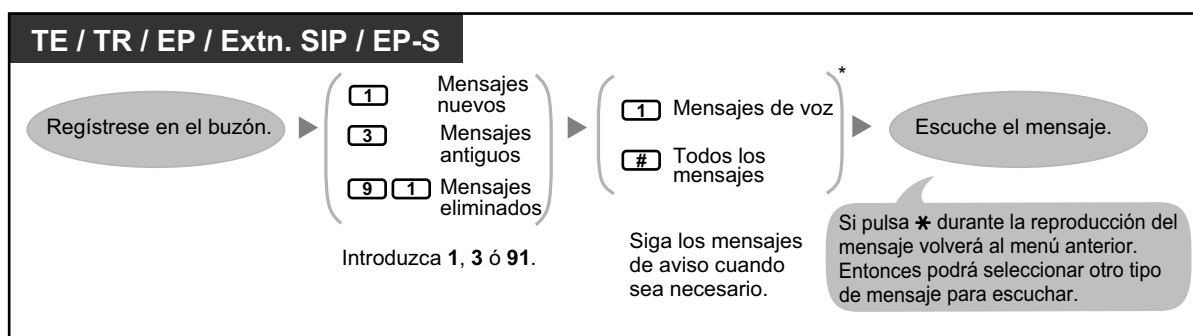 TE / TR / EP / Extn. SIP / EP-S
Regístrese en el buzón.
1 Mensajes
nuevos
3 Mensajes
antiguos
9 1 Mensajes
eliminados
Introduzca 1, 3 ó 91.
*
1 Mensajes de voz
# Todos los
mensajes
Siga los mensajes
de aviso cuando
sea necesario.
Escuche el mensaje.
Si pulsa * durante la reproducción del
mensaje volverá al menú anterior.
Entonces podrá seleccionar otro tipo
de mensaje para escuchar.